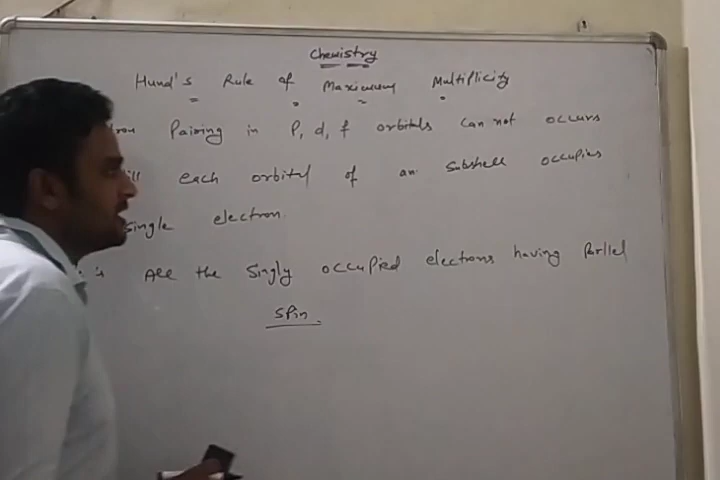 Chemistry
Hund's Rule of Maximum Multiplicity
Pairing in P, d, f orbitals can not occurs
each orbital of an subshell occupies
Single electron
All the singly occupied electrons having Parllel
Spin